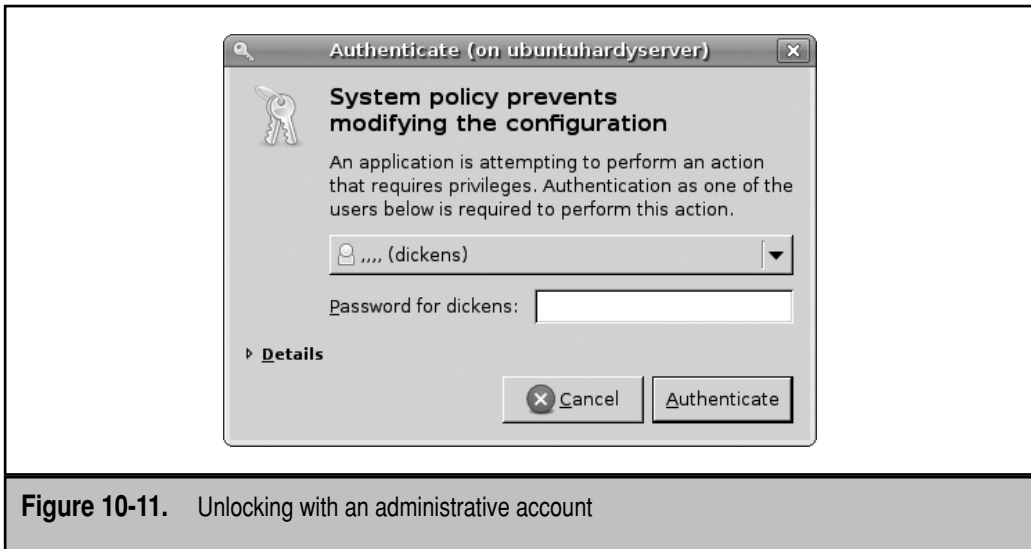 Authenticate (on ubuntuhardyserver)
System policy prevents
modifying the configuration
An application is attempting to perform an action
that requires privileges. Authentication as one of the
users below is required to perform this action.
,,,, (dickens)
Password for dickens:
Details
Cancel
Authenticate
Figure 10-11. Unlocking with an administrative account